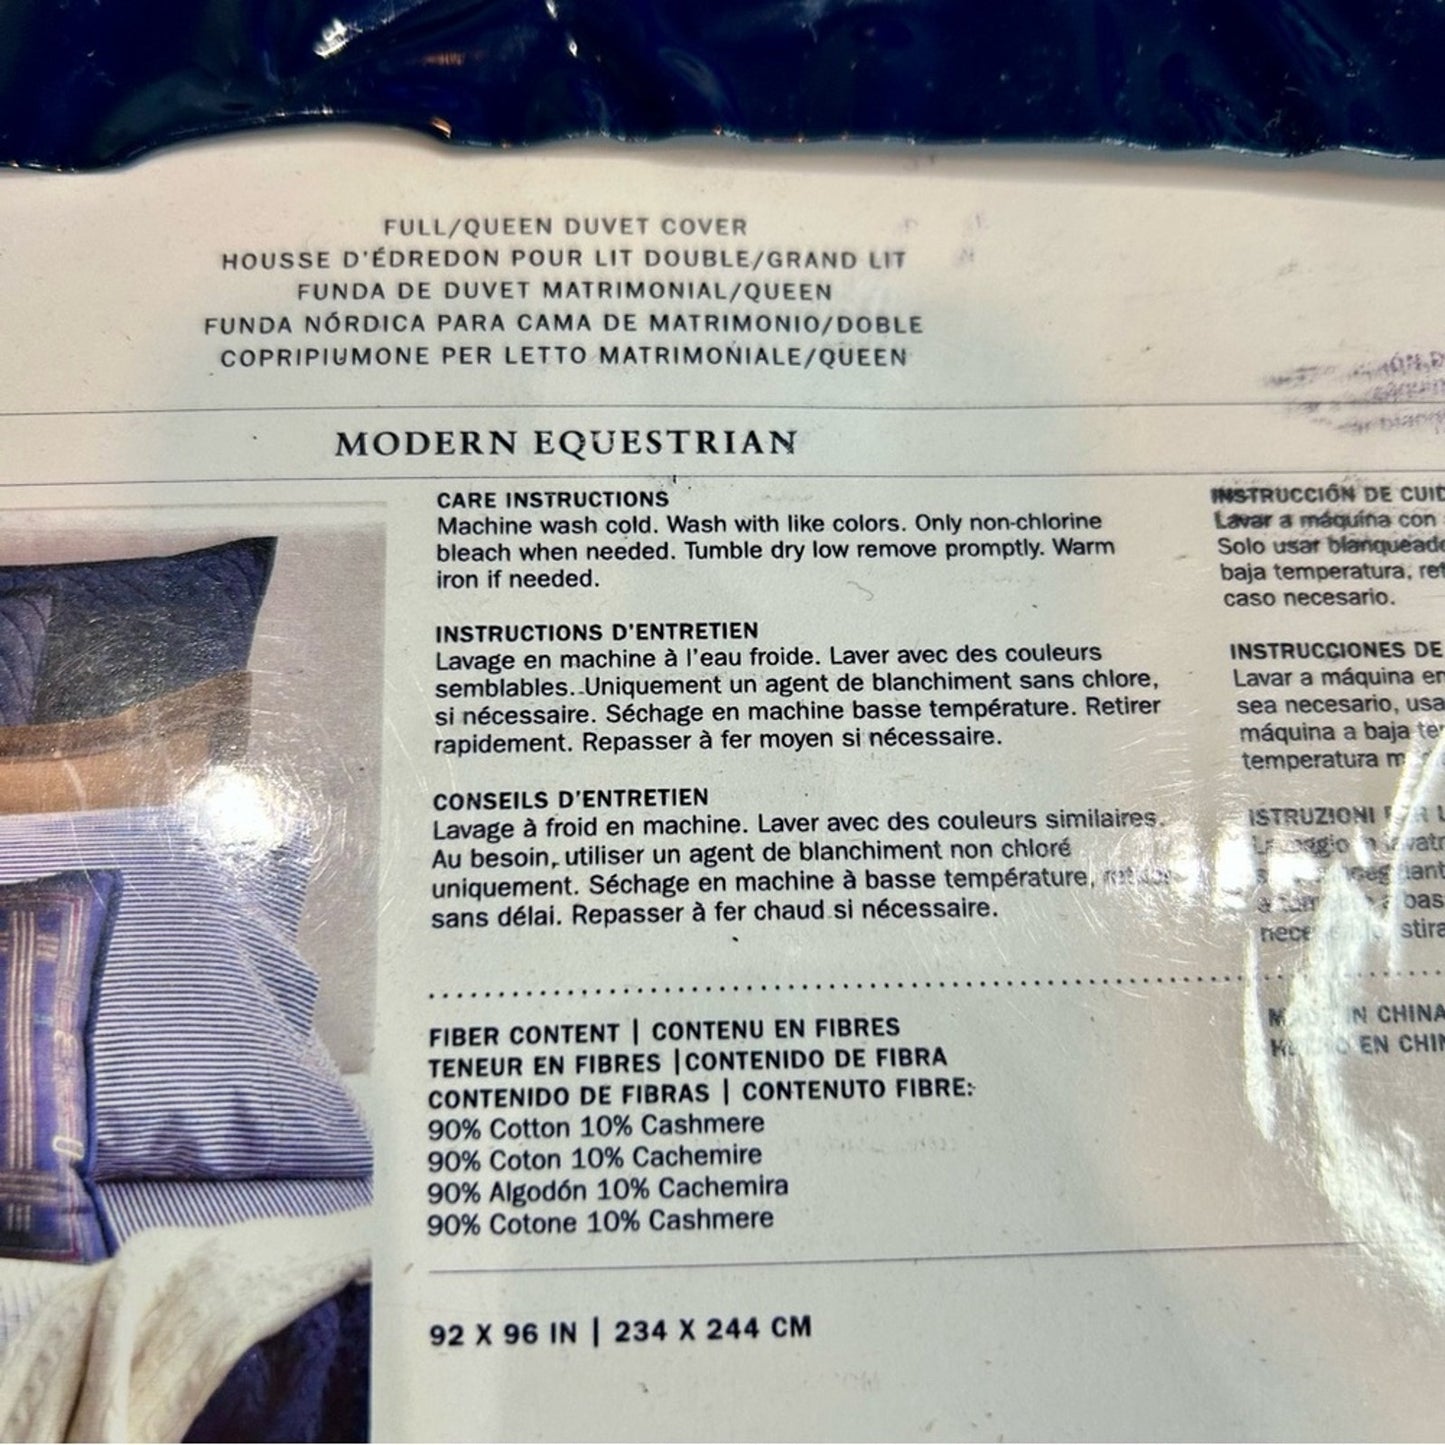 FULL/QUEEN DUVET COVER
HOUSSE D'ÉDREDON POUR LIT DOUBLE/GRAND LIT
FUNDA DE DUVET MATRIMONIAL/QUEEN
FUNDA NÓRDICA PARA CAMA DE MATRIMONIO/DOBLE
COPRIPIUMONE PER LETTO MATRIMONIALE/QUEEN
MODERN EQUESTRIAN
CARE INSTRUCTIONS
Machine wash cold. Wash with like colors. Only non-chlorine
bleach when needed. Tumble dry low remove promptly. Warm
iron if needed.
INSTRUCTIONS D'ENTRETIEN
Lavage en machine à l'eau froide. Laver avec des couleurs
semblables. Uniquement un agent de blanchiment sans chlore,
si nécessaire. Séchage en machine basse température. Retirer
rapidement. Repasser à fer moyen si nécessaire.
CONSEILS D'ENTRETIEN
Lavage à froid en machine. Laver avec des couleurs similaires.
Au besoin, utiliser un agent de blanchiment non chloré
uniquement. Séchage en machine à basse température,
sans délai. Repasser à fer chaud si nécessaire.
FIBER CONTENT | CONTENU EN FIBRES
TENEUR EN FIBRES | CONTENIDO DE FIBRA
CONTENIDO DE FIBRAS | CONTENUTO FIBRE:
90% Cotton 10% Cashmere
90% Coton 10% Cachemire
90% Algodón 10% Cachemira
90% Cotone 10% Cashmere
92 X 96 IN | 234 X 244 CM
INSTRUCCIÓN DE
Lavar a máquina con
Solo usar
baja temperatura,
caso necesario.
INSTRUCCIONES DE
Lavar a máquina
sea necesario,
máquina a baja
temperatura
ISTRUZIONI
IN CHINA
EN